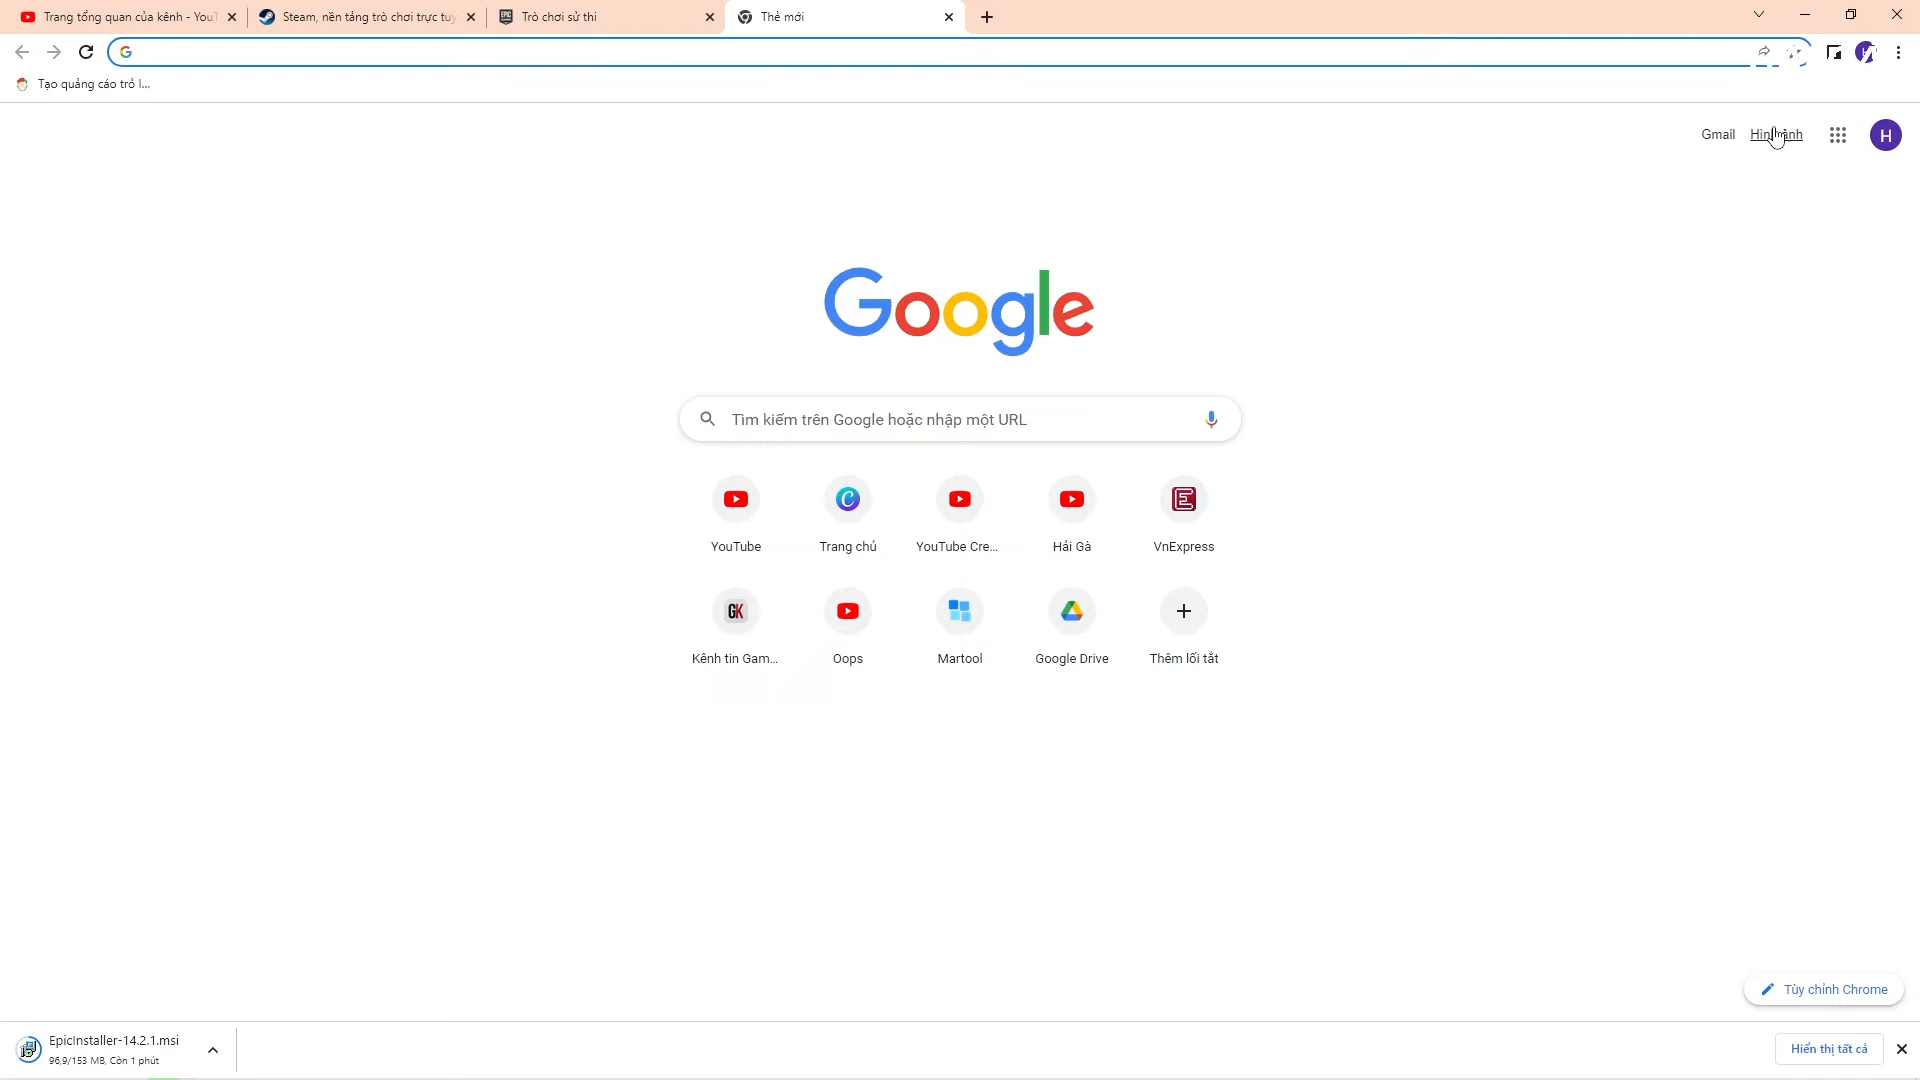 Trang tổng quan của kênh - YouT
Steam, nền tảng trò chơi trực tuy
EPIC
Trò chơi sử thi
Thẻ mới
Tạo quảng cáo trỏ l...
Gmail
Hình ảnh
H
Google
Tìm kiếm trên Google hoặc nhập một URL
YouTube
Trang chủ
YouTube Cre...
Hải Gà
VnExpress
GK
Kênh tin Gam...
Oops
Martool
Google Drive
Thêm lối tắt
Tùy chỉnh Chrome
EpicInstaller-14.2.1.msi
96,9/153 MB, Còn 1 phút
Hiển thị tất cả